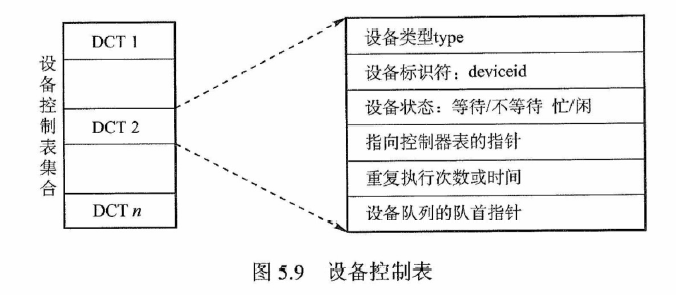 设备控制表集合
DCT 1
DCT 2
DCT n
设备类型type
设备标识符：deviceid
设备状态：等待/不等待 忙/闲
指向控制器表的指针
重复执行次数或时间
设备队列的队首指针
图 5.9 设备控制表